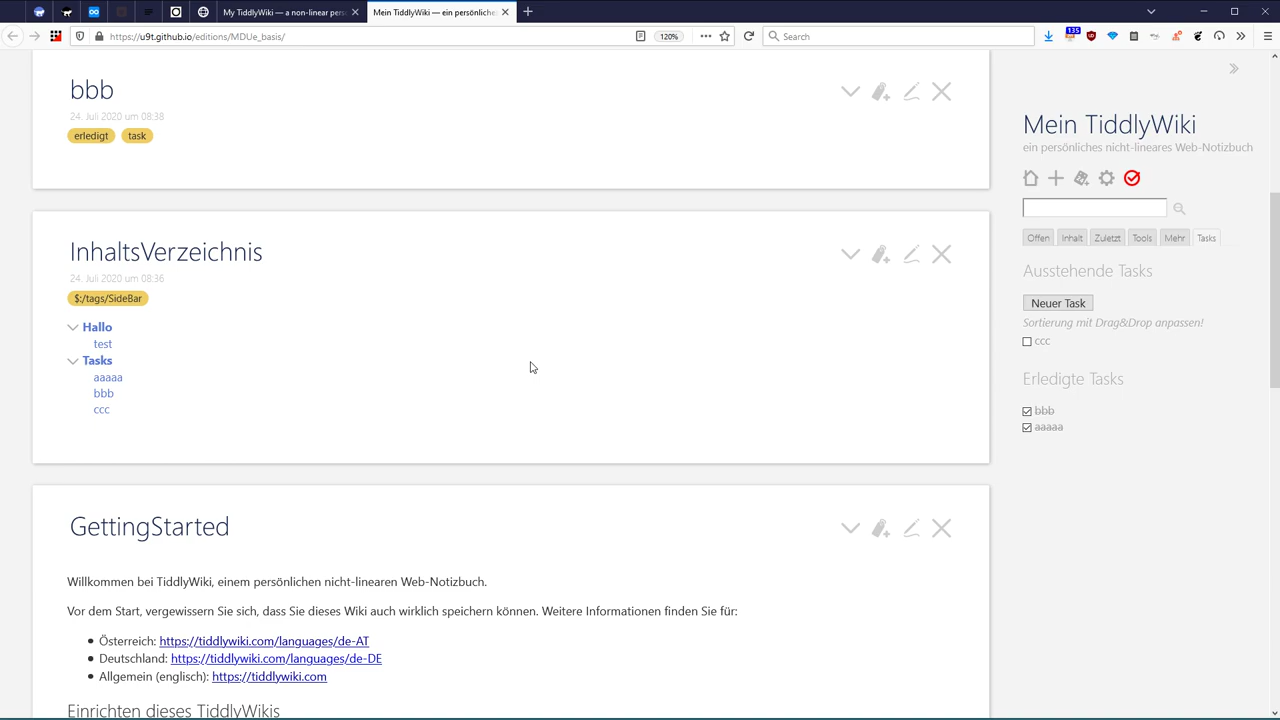 My TiddlyWiki — a non-linear pers
Mein TiddlyWiki — ein persönliche
https://u9t.github.io/editions/MDUe_basis/
120%
Search
135
bbb
24. Juli 2020 um 08:38
erledigt task
InhaltsVerzeichnis
24. Juli 2020 um 08:36
$:/tags/SideBar
Hallo
test
Tasks
aaaaa
bbb
ccc
GettingStarted
Willkommen bei TiddlyWiki, einem persönlichen nicht-linearen Web-Notizbuch.
Vor dem Start, vergewissern Sie sich, dass Sie dieses Wiki auch wirklich speichern können. Weitere Informationen finden Sie für:
Österreich: https://tiddlywiki.com/languages/de-AT
Deutschland: https://tiddlywiki.com/languages/de-DE
Allgemein (englisch): https://tiddlywiki.com
Einrichten dieses TiddlyWikis
Mein TiddlyWiki
ein persönliches nicht-lineares Web-Notizbuch
Offen Inhalt Zuletzt Tools Mehr Tasks
Ausstehende Tasks
Neuer Task
Sortierung mit Drag&Drop anpassen!
ccc
Erledigte Tasks
bbb
aaaaa